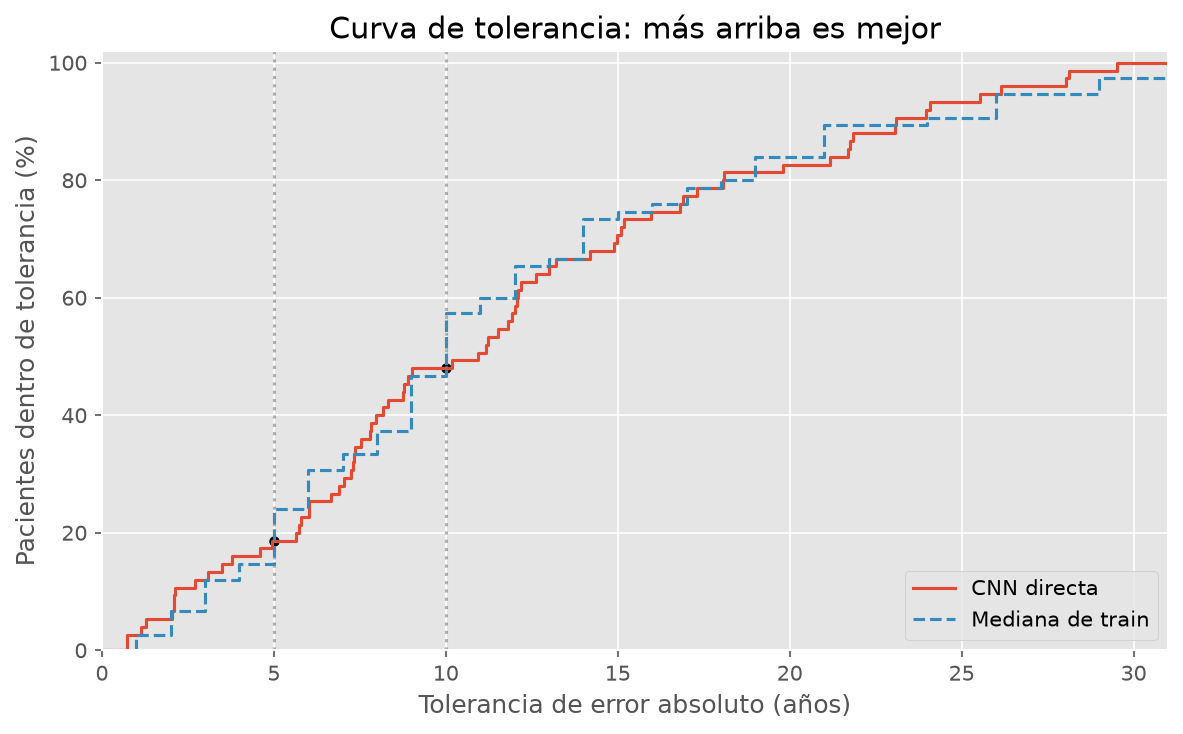 Curva de tolerancia: más arriba es mejor
Pacientes dentro de tolerancia (%)
100
80
60
40
20
0
0 5 10 15 20 25 30
Tolerancia de error absoluto (años)
CNN directa
Mediana de train